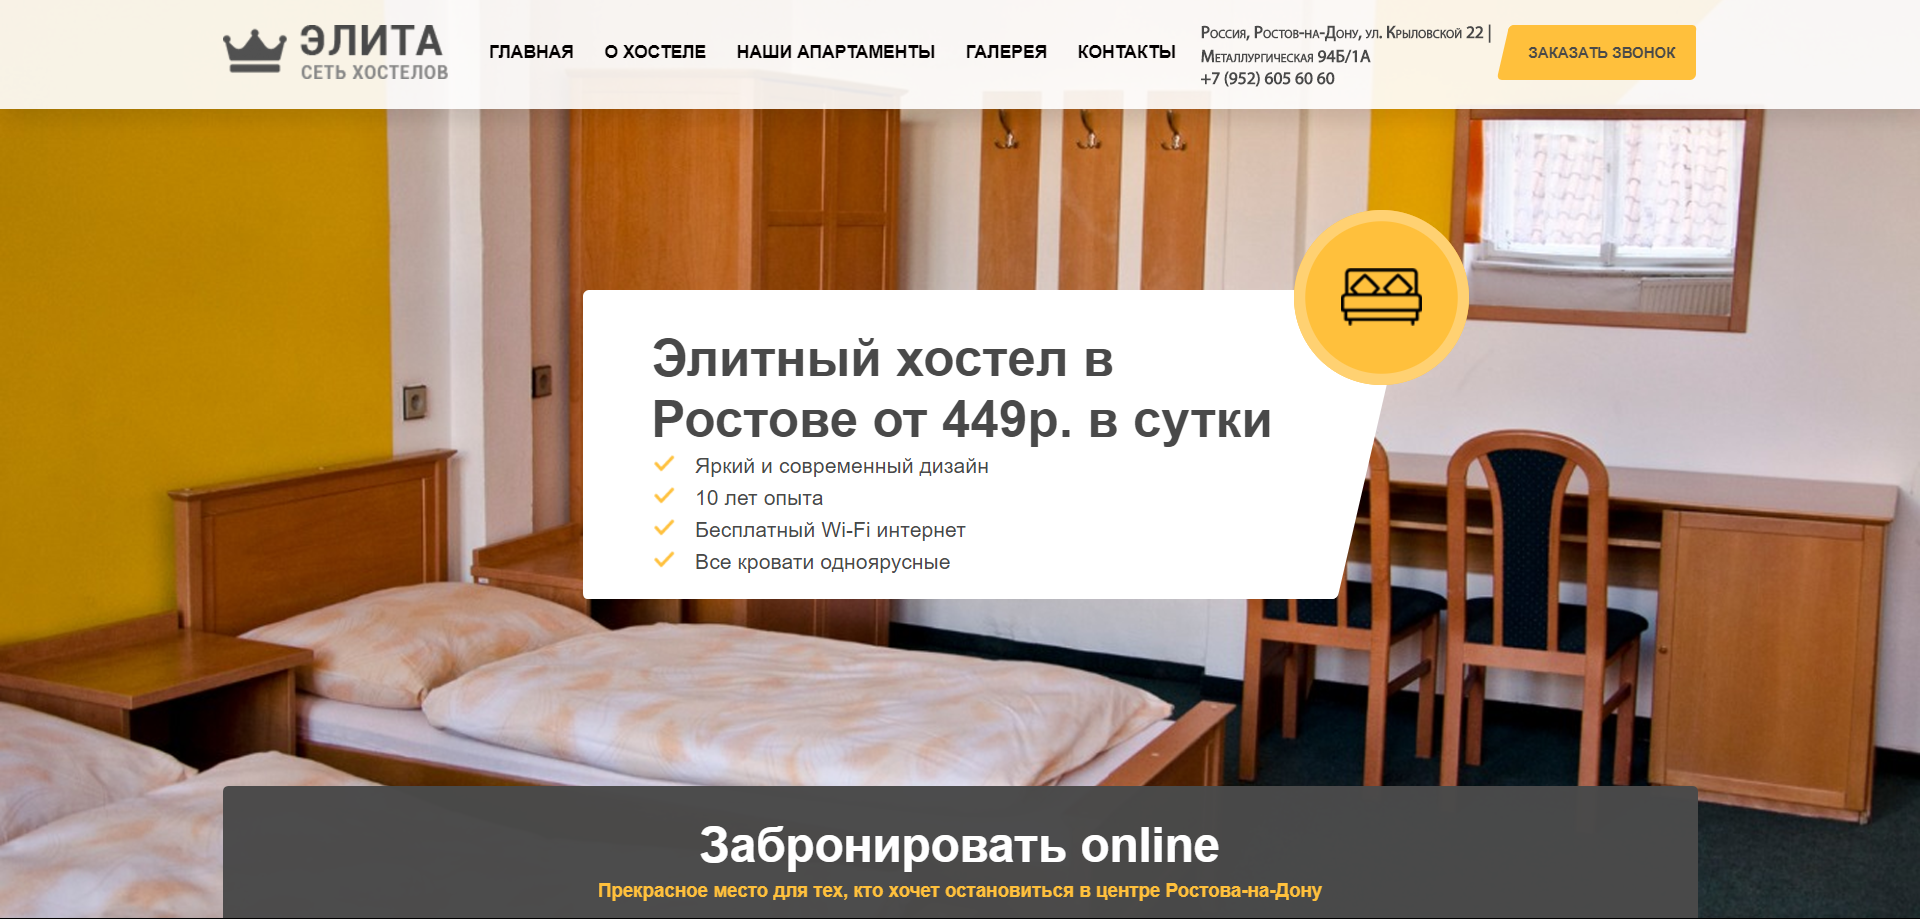 ЭЛИТА
СЕТЬ ХОСТЕЛОВ
ГЛАВНАЯ
О ХОСТЕЛЕ
НАШИ АПАРТАМЕНТЫ
ГАЛЕРЕЯ
КОНТАКТЫ
Россия, Ростов-на-Дону, ул. Крыловской 22 |
Металлургическая 94Б/1А
+7 (952) 605 60 60
ЗАКАЗАТЬ ЗВОНОК
Элитный хостел в
Ростове от 449р. в сутки
Яркий и современный дизайн
10 лет опыта
Бесплатный Wi-Fi интернет
Все кровати одноярусные
Забронировать online
Прекрасное место для тех, кто хочет остановиться в центре Ростова-на-Дону